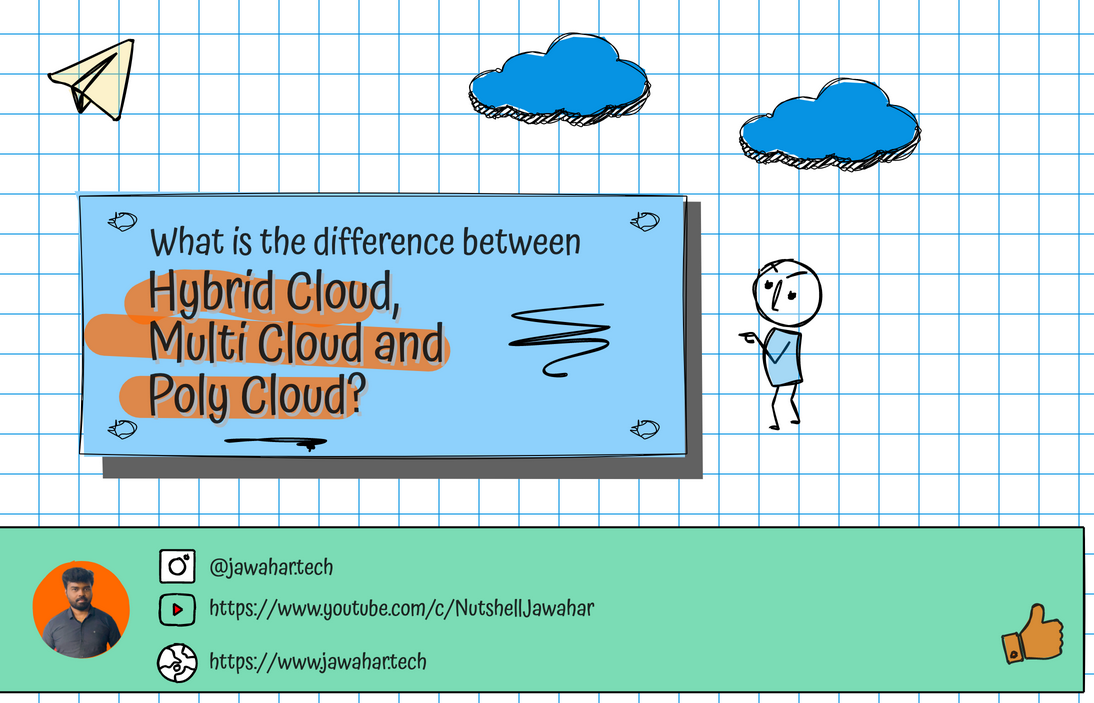 What is the difference between
Hybrid Cloud,
Multi Cloud and
Poly Cloud?
@jawahar.tech
https://www.youtube.com/c/NutshellJawahar
https://www.jawahar.tech